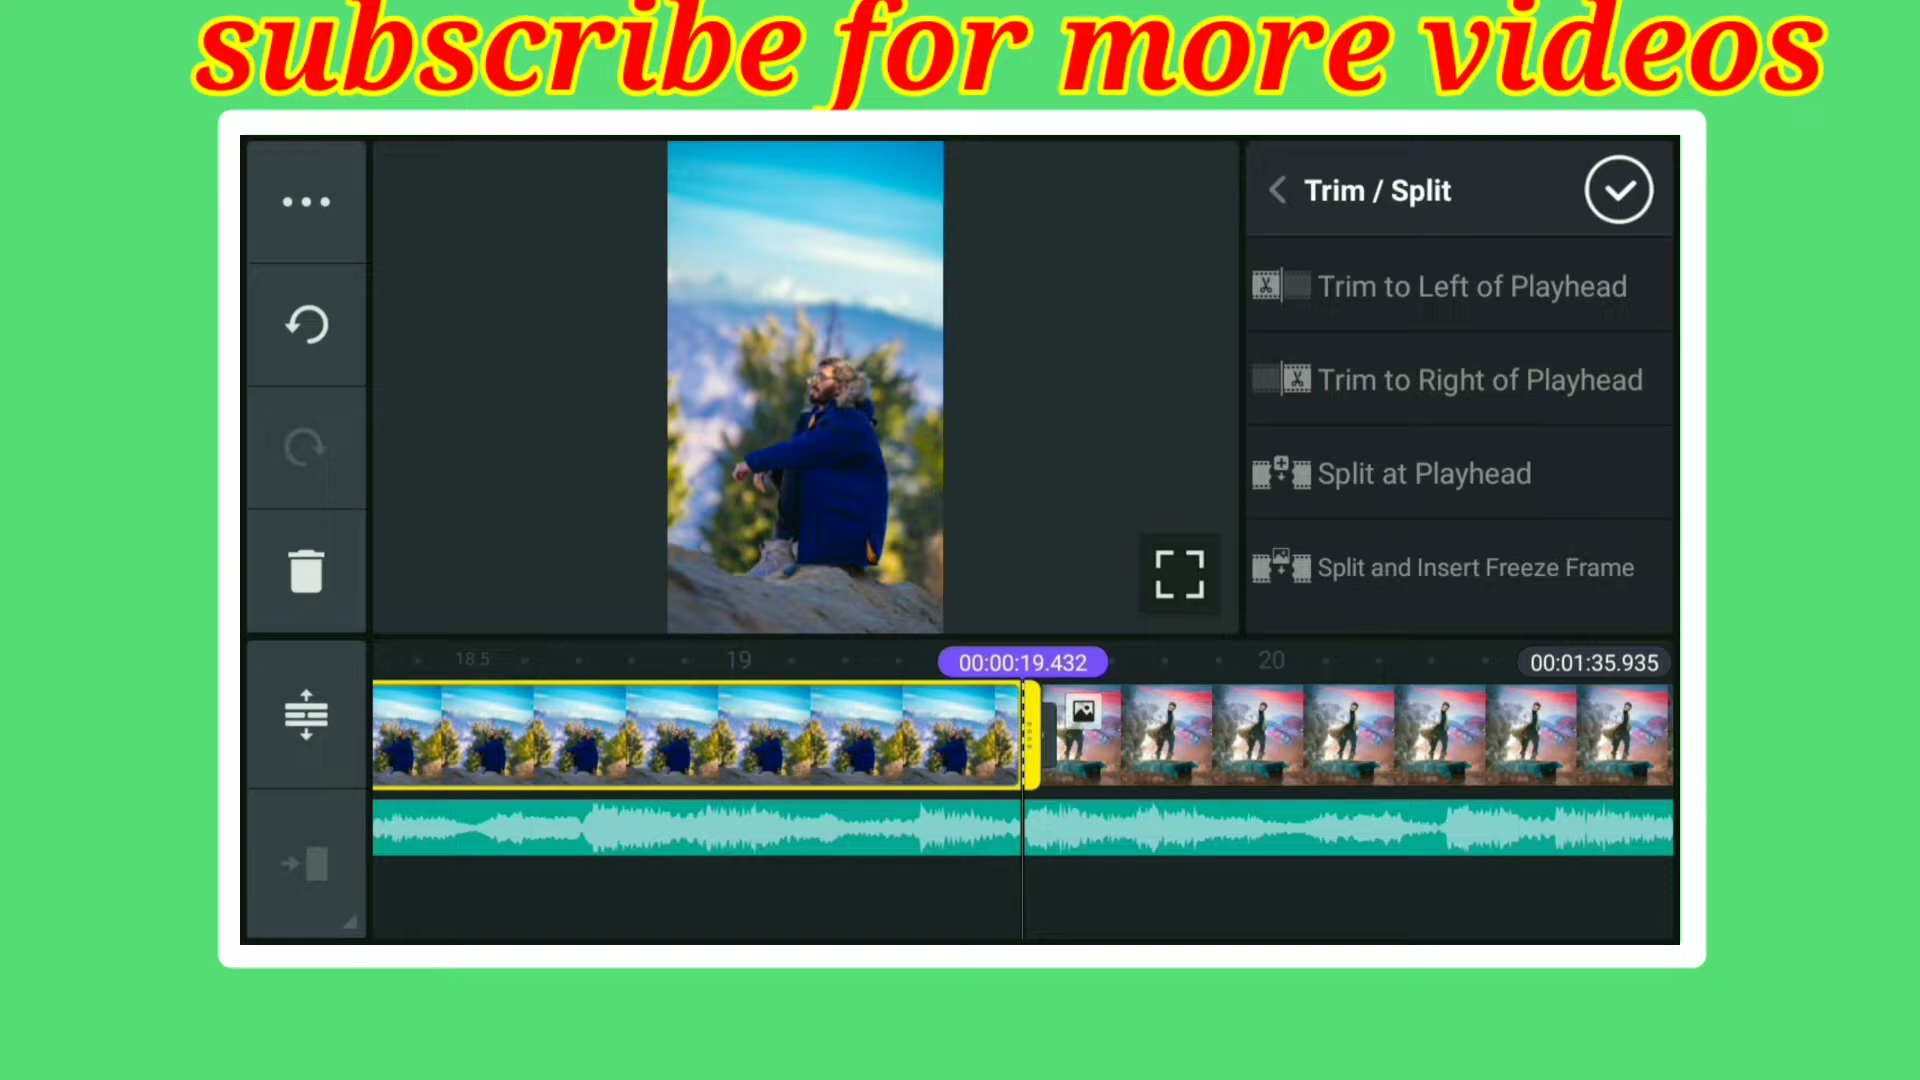 subscribe for more videos
Trim / Split
Trim to Left of Playhead
Trim to Right of Playhead
Split at Playhead
Split and Insert Freeze Frame
18.5
19
00:00:19.432
20
00:01:35.935